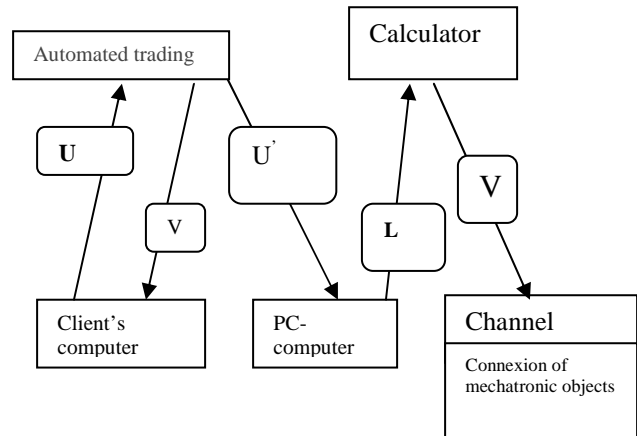 Automated trading
Calculator
U
U’
V
L
V
Client’s
computer
PC-
computer
Channel
Connexion of
mechatronic objects